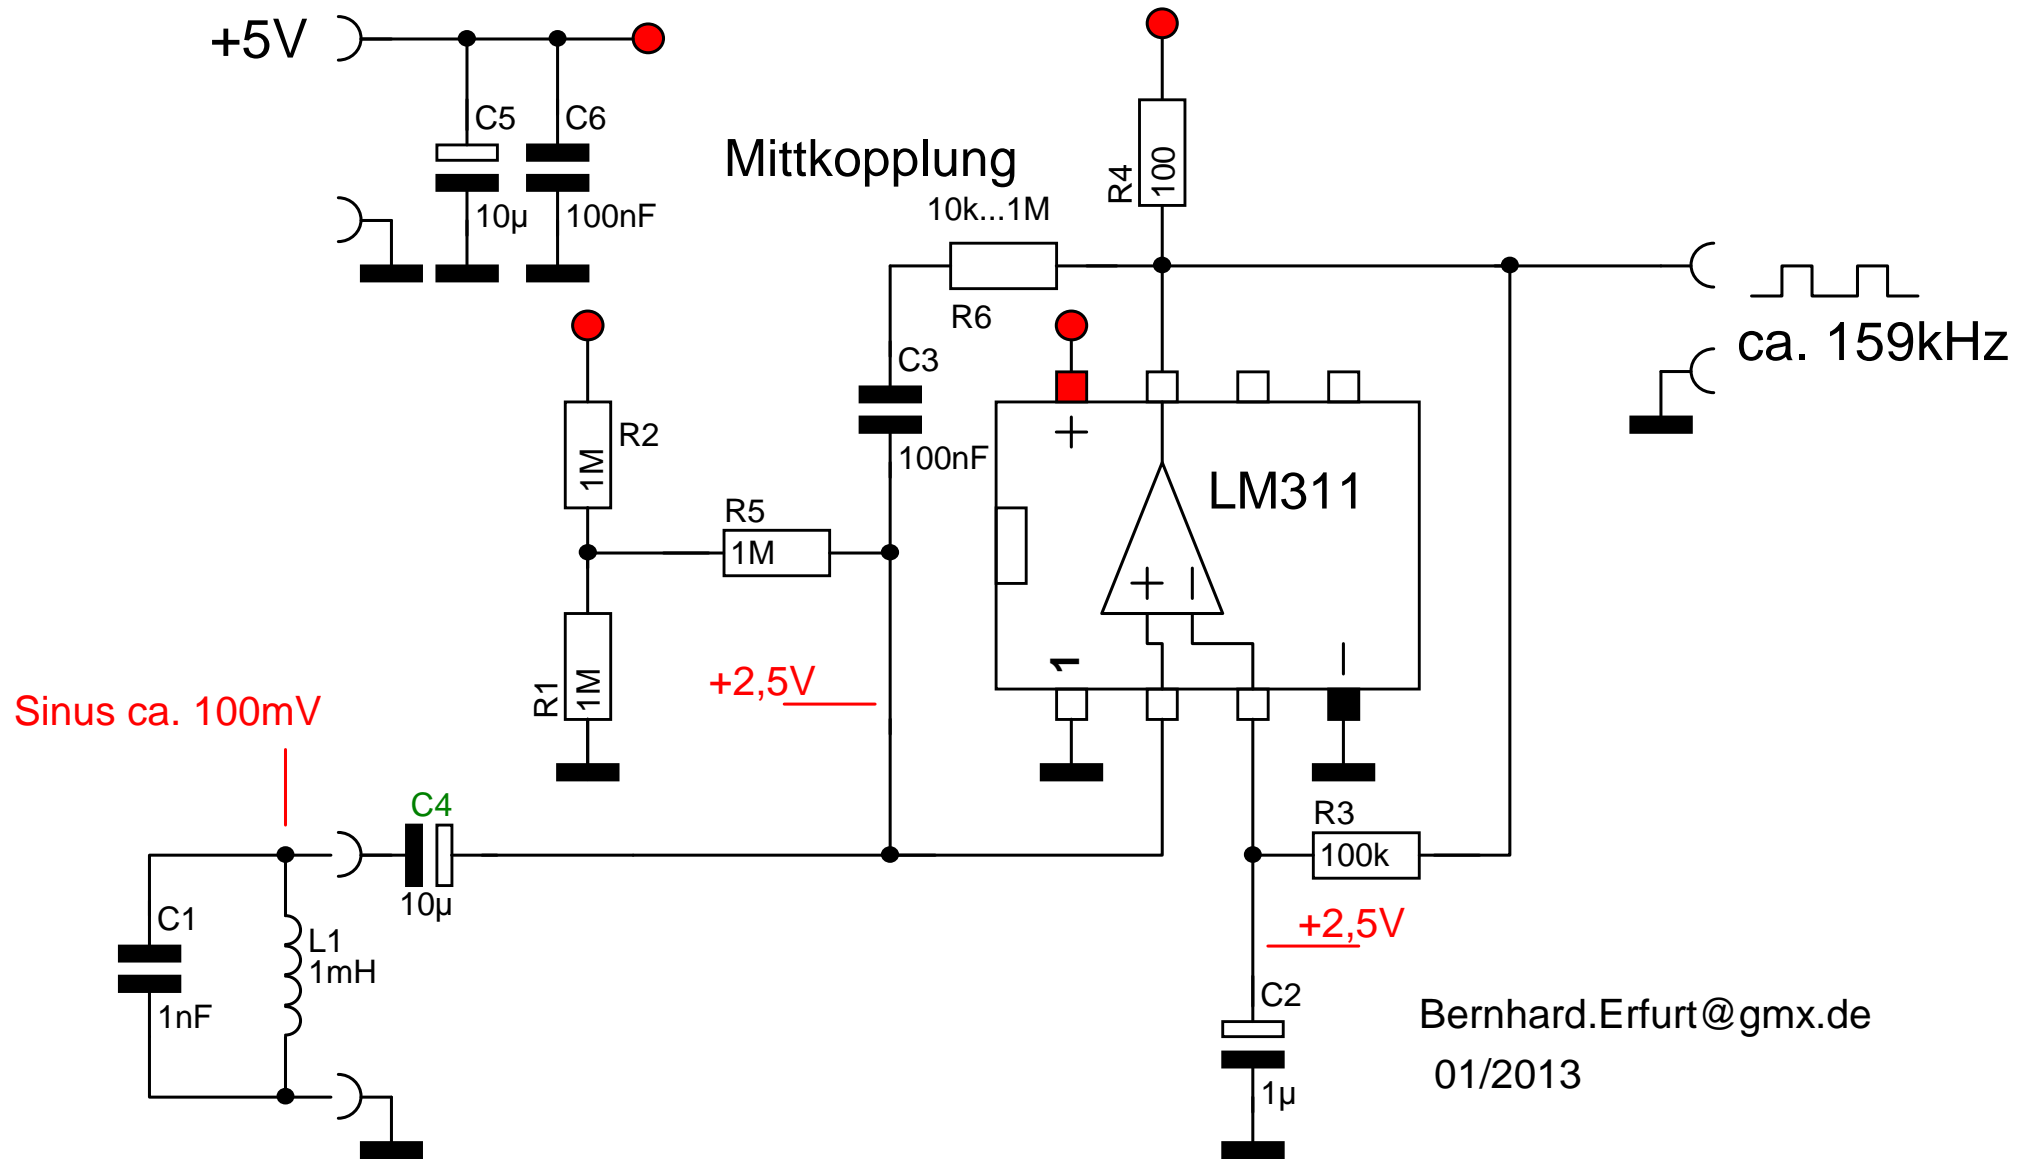 +5V
C5
C6
10µ
100nF
Mittkopplung
10k...1M
R6
R4
100
ca. 159kHz
C3
100nF
R2
1M
R5
1M
R1
1M
+2,5V
+
LM311
+
1
Sinus ca. 100mV
C4
10µ
C1
1nF
L1
1mH
R3
100k
+2,5V
C2
1µ
Bernhard.Erfurt@gmx.de
01/2013